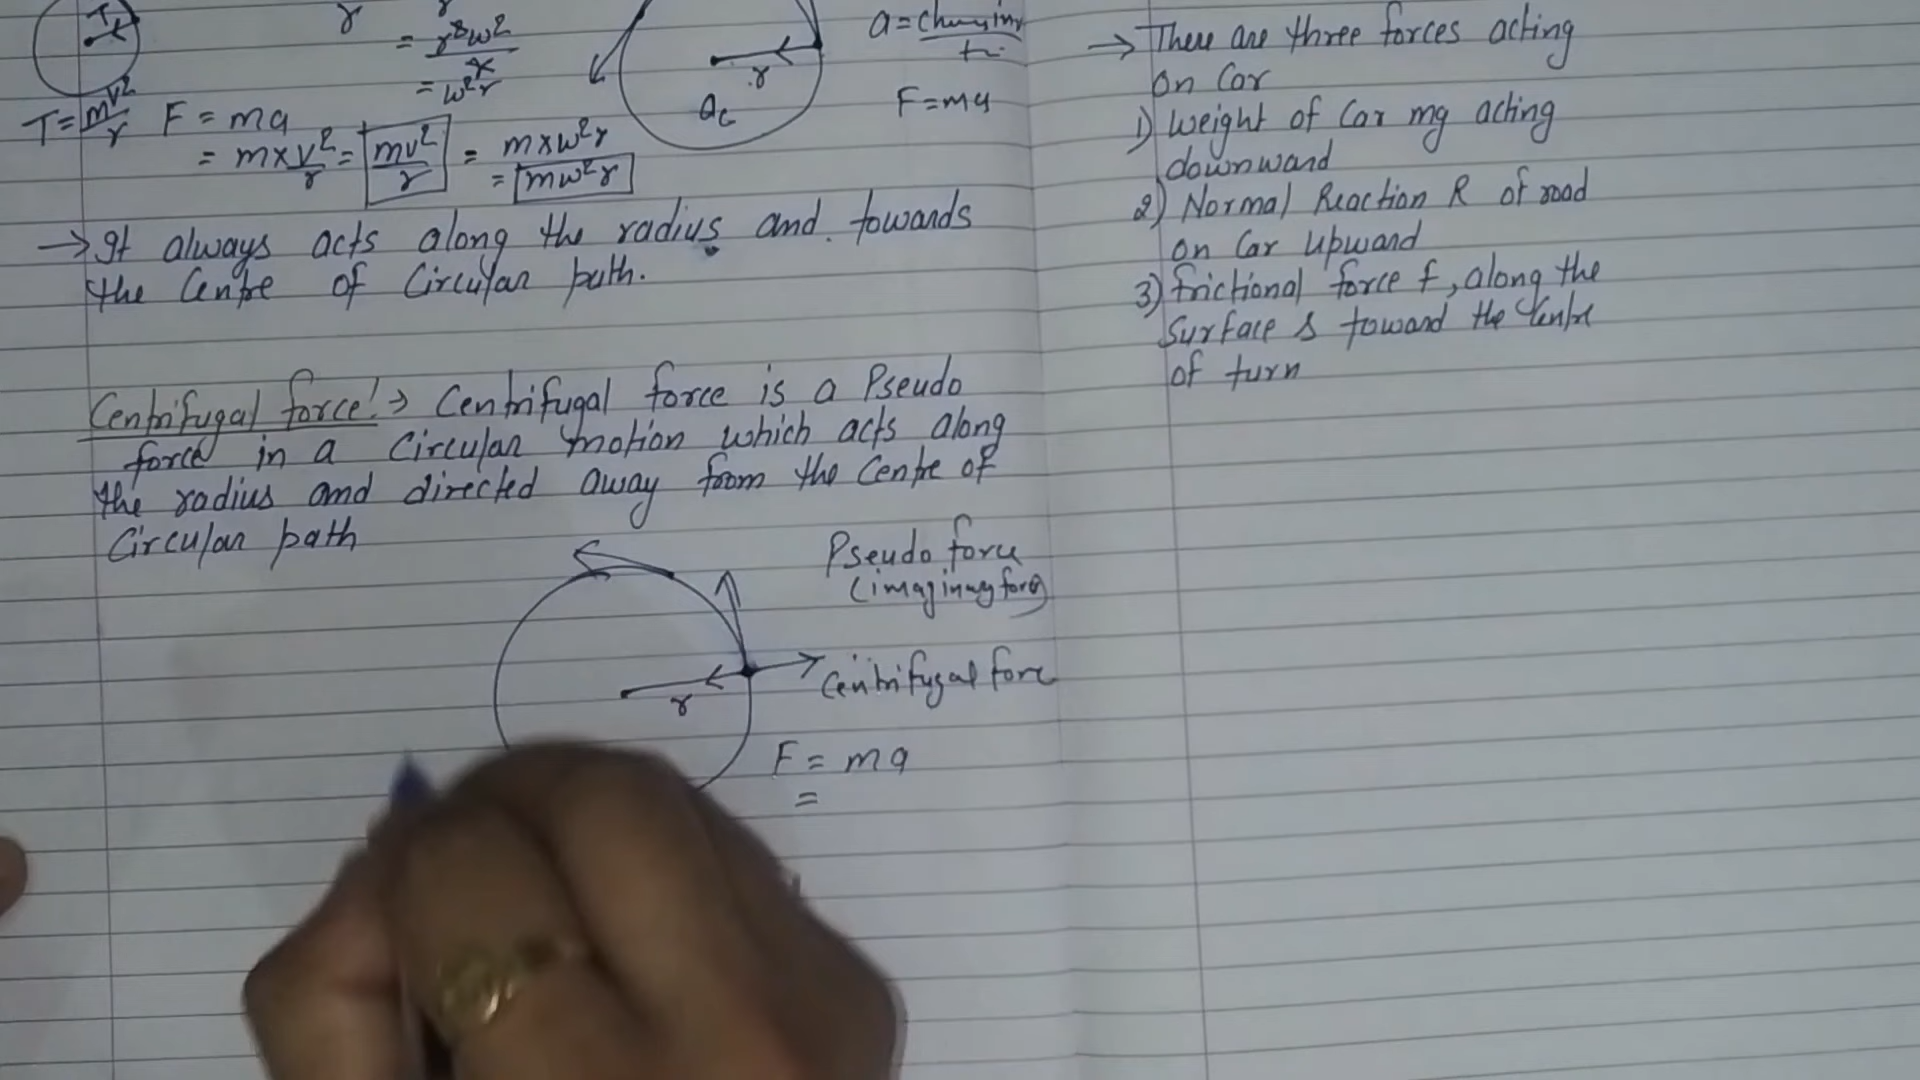 T
r
= r²ω²
r
= ω²r
T = mv²
r
F = ma
= m×v² = mv² = m×ω²r
r r = mω²r
r
ac
a = 
F = ma
→ It always acts along the radius and towards
the Centre of Circular path.
Centrifugal force:→ Centrifugal force is a Pseudo
force in a Circular motion which acts along
the radius and directed away from the Centre of
Circular path
Pseudo force
(imaginary force)
r
Centrifugal force
F = ma
=
→ There are three forces acting
on Car
1) Weight of Car mg acting
downward
2) Normal Reaction R of road
on Car Upward
3) frictional force f, along the
Surface & toward the Centre
of turn